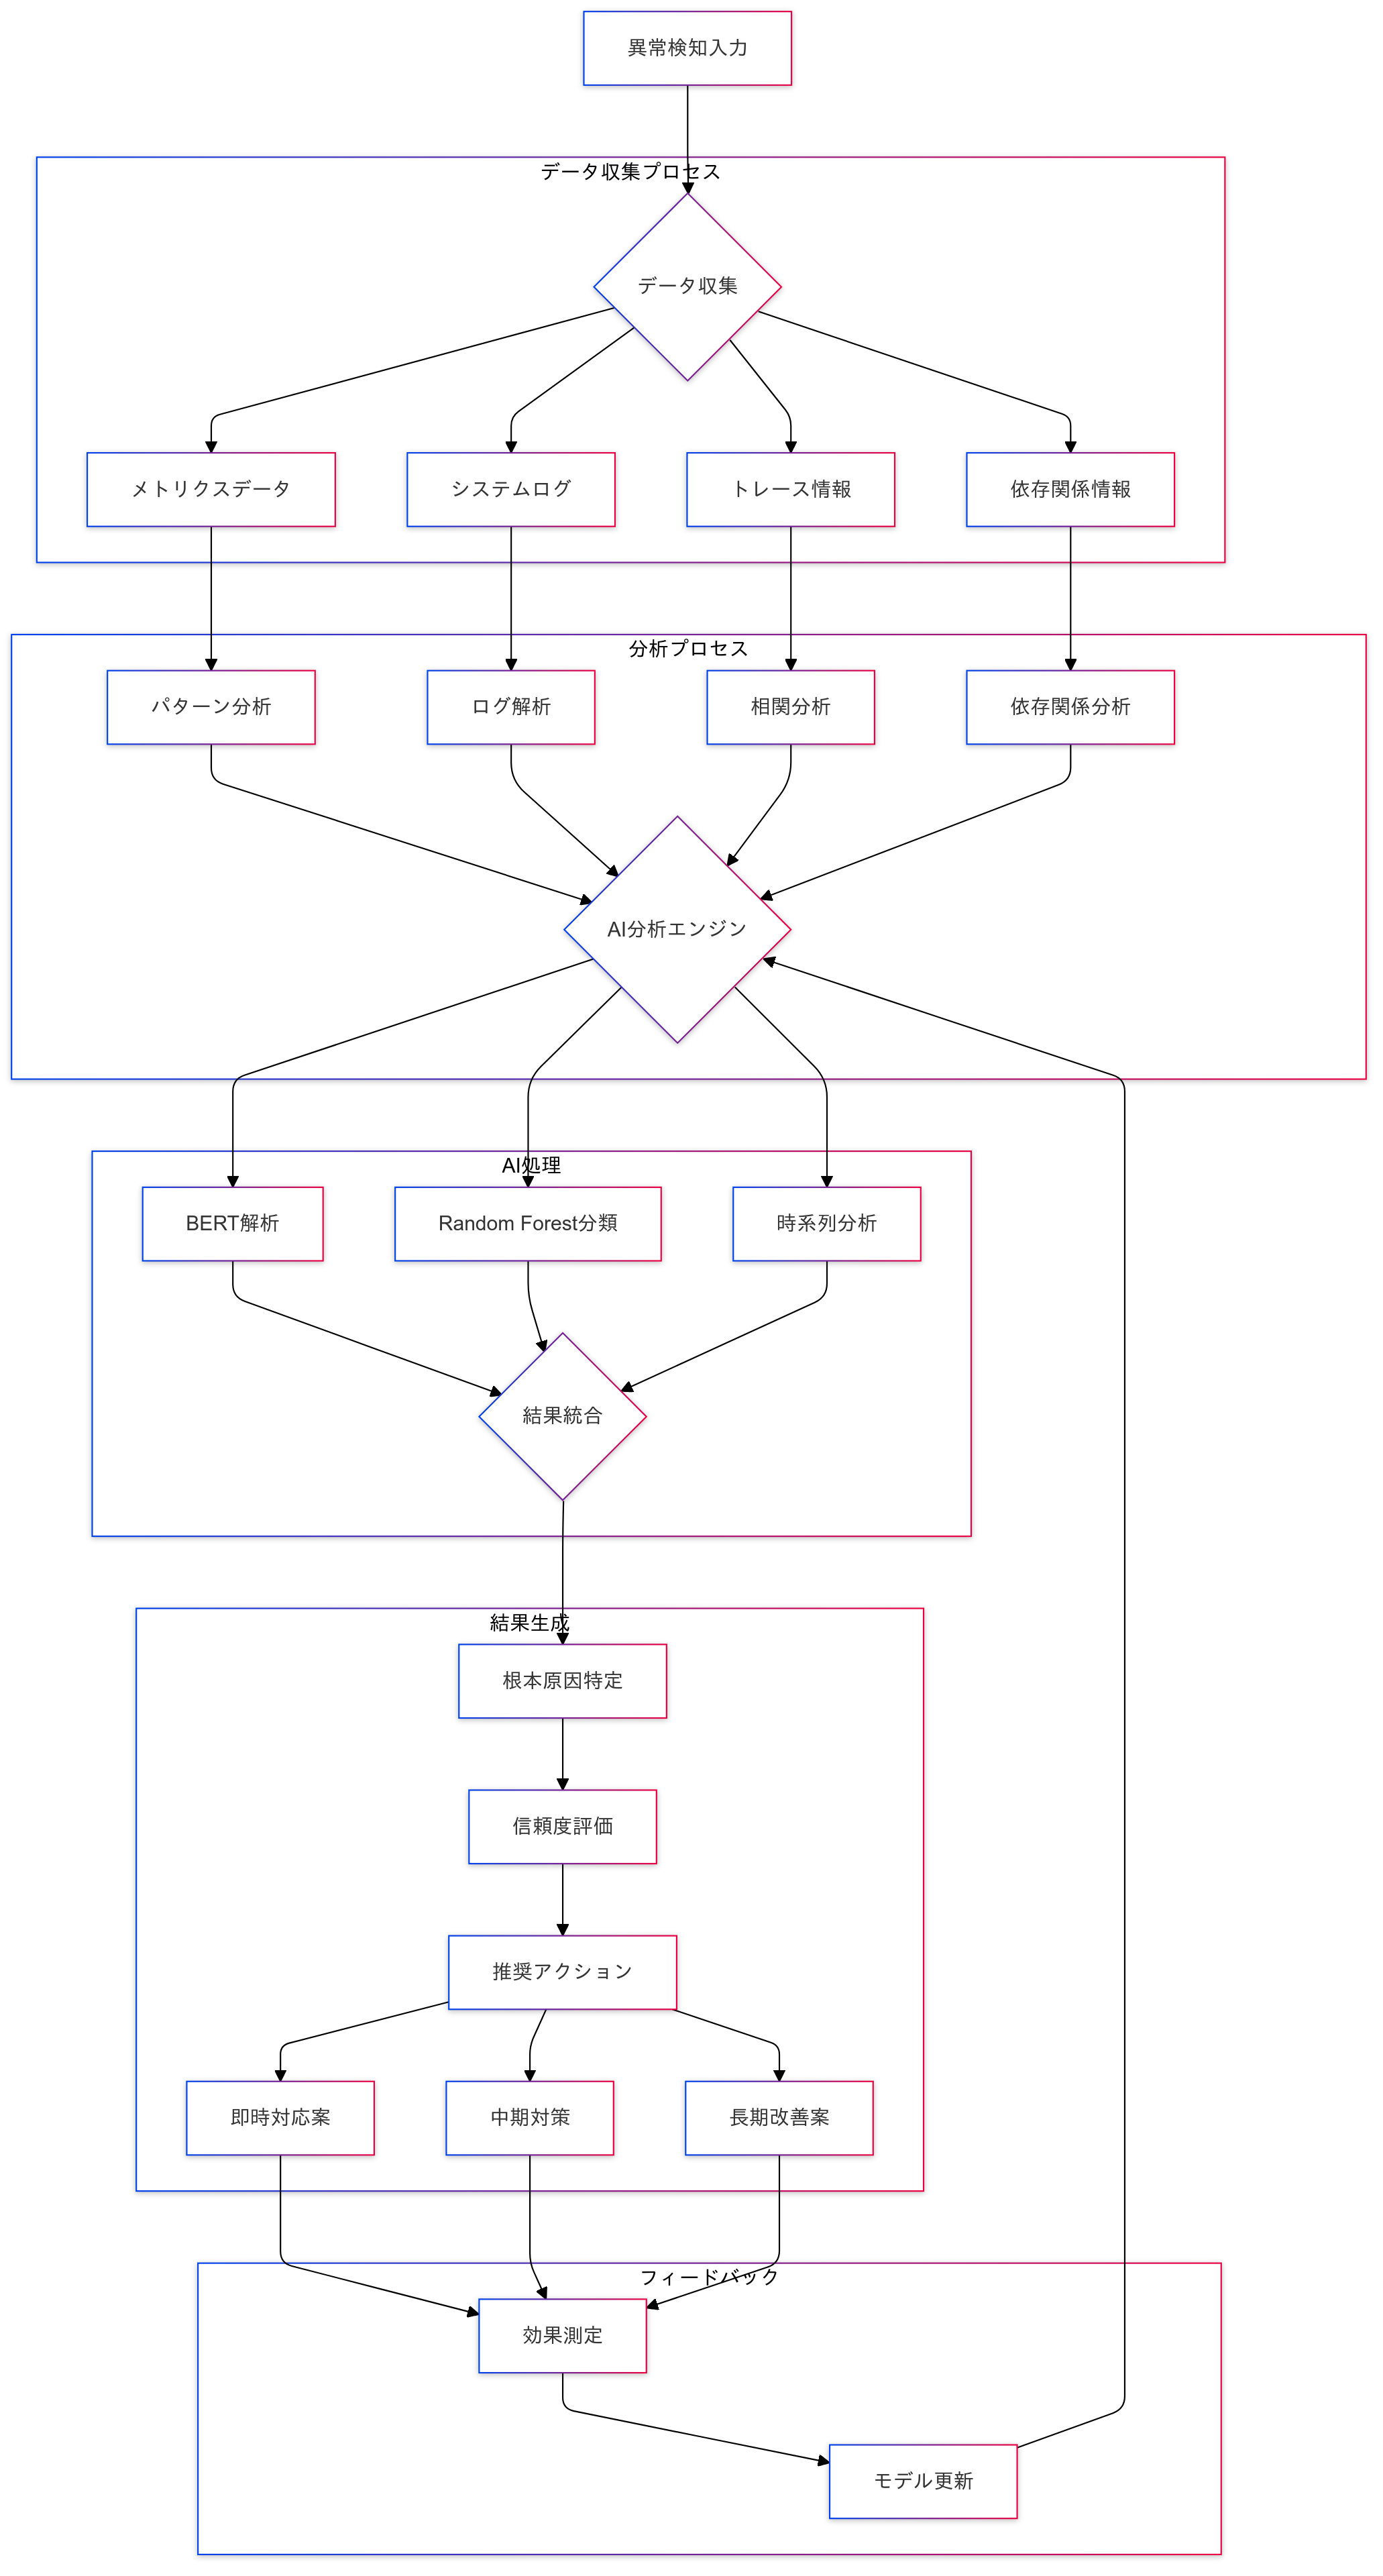 異常検知入力
データ収集プロセス
データ収集
メトリクスデータ
システムログ
トレース情報
依存関係情報
分析プロセス
パターン分析
ログ解析
相関分析
依存関係分析
AI分析エンジン
AI処理
BERT解析
Random Forest分類
時系列分析
結果統合
結果生成
根本原因特定
信頼度評価
推奨アクション
即時対応案
中期対策
長期改善案
フィードバック
効果測定
モデル更新